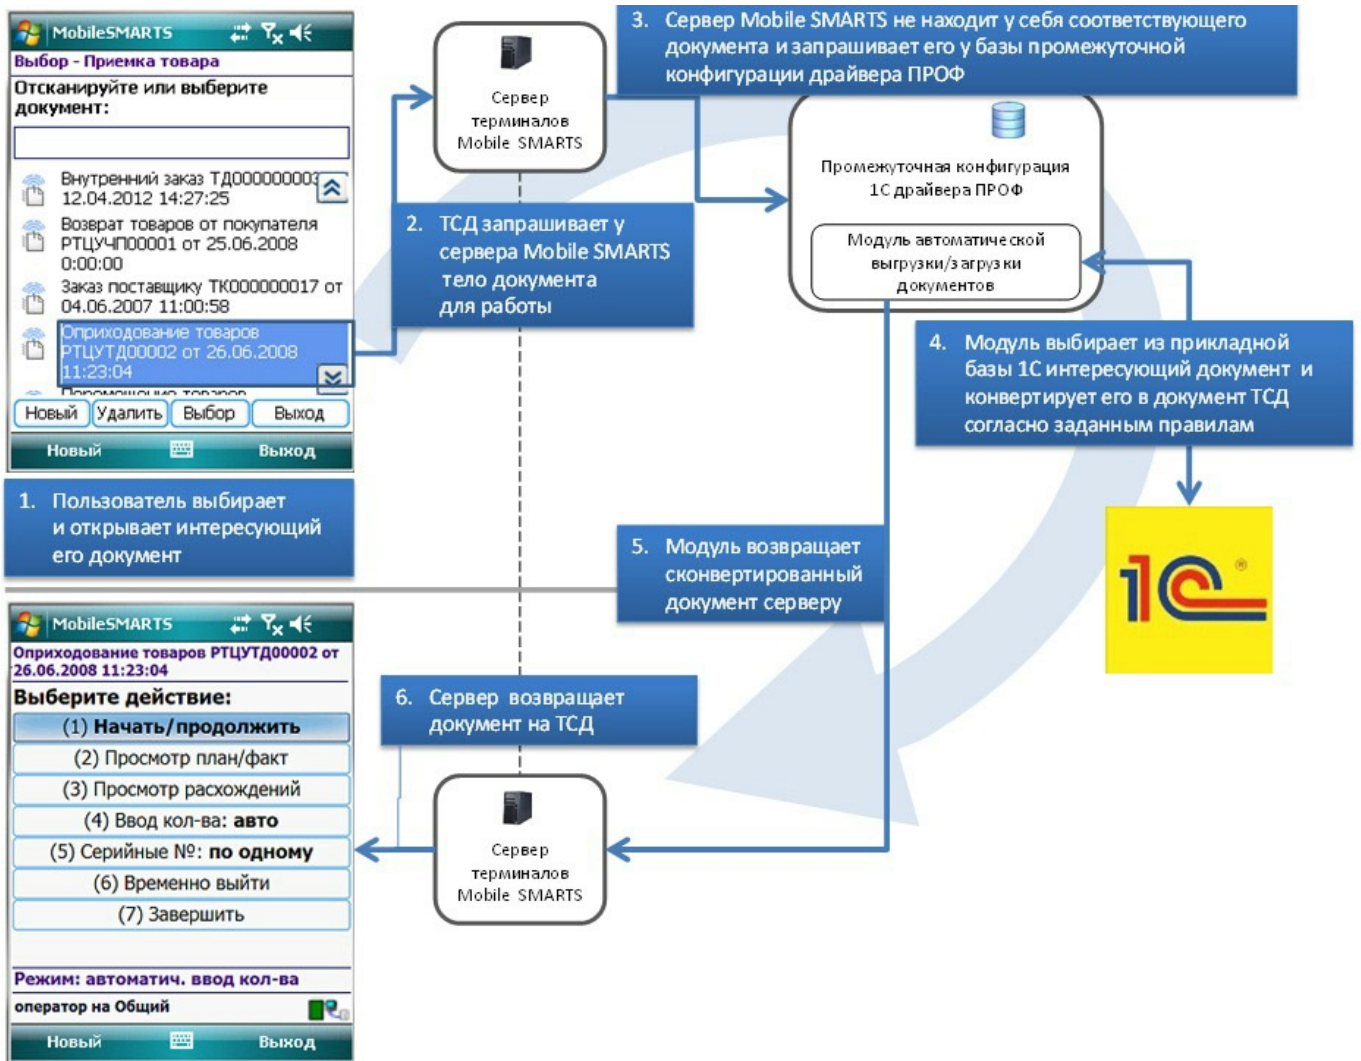 MobileSMARTS
Выбор - Приемка товара
Отсканируйте или выберите
документ:
Внутренний заказ ТД000000003
12.04.2012 14:27:25
Возврат товаров от покупателя
РТЦУЧП00001 от 25.06.2008
0:00:00
Заказ поставщику ТК000000017 от
04.06.2007 11:00:58
Оприходование товаров
РТЦУТД00002 от 26.06.2008
11:23:04
Перемещение товаров
Новый Удалить Выбор Выход
Новый Выход
1. Пользователь выбирает
и открывает интересующий
его документ
Сервер
терминалов
Mobile SMARTS
2. ТСД запрашивает у
сервера Mobile SMARTS
тело документа
для работы
3. Сервер Mobile SMARTS не находит у себя соответствующего
документа и запрашивает его у базы промежуточной
конфигурации драйвера ПРОФ
Промежуточная конфигурация
1С драйвера ПРОФ
Модуль автоматической
выгрузки/загрузки
документов
4. Модуль выбирает из прикладной
базы 1С интересующий документ и
конвертирует его в документ ТСД
согласно заданным правилам
1С®
5. Модуль возвращает
сконвертированный
документ серверу
6. Сервер возвращает
документ на ТСД
Сервер
терминалов
Mobile SMARTS
MobileSMARTS
Оприходование товаров РТЦУТД00002 от
26.06.2008 11:23:04
Выберите действие:
(1) Начать/продолжить
(2) Просмотр план/факт
(3) Просмотр расхождений
(4) Ввод кол-ва: авто
(5) Серийные №: по одному
(6) Временно выйти
(7) Завершить
Режим: автоматич. ввод кол-ва
оператор на Общий
Новый Выход